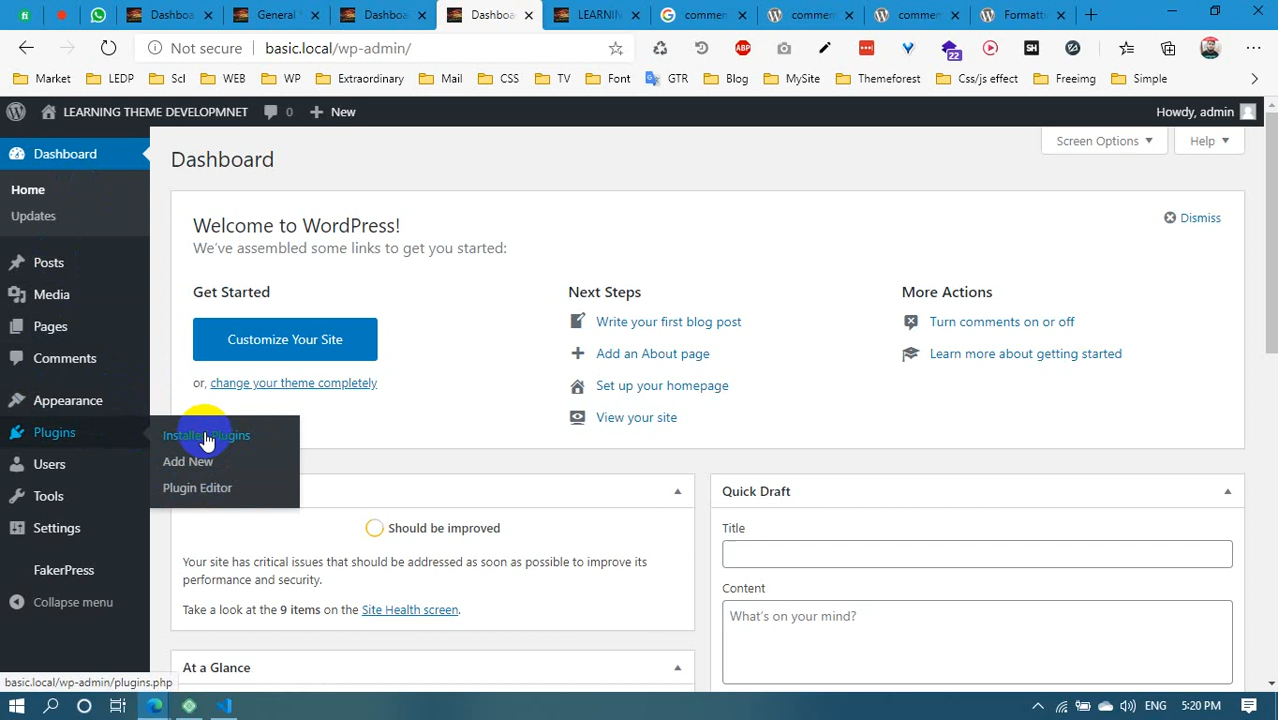 Dashboa
General
Dashboa
Dashboa
LEARNIN
commen
comme
commen
Formatti
Not secure
basic.local/wp-admin/
ABP
SH
22
Market
LEDP
Scl
WEB
WP
Extraordinary
Mail
CSS
TV
Font
GTR
Blog
MySite
Themeforest
Css/js effect
Freeimg
Simple
LEARNING THEME DEVELOPMNET
0
New
Howdy, admin
Dashboard
Home
Updates
Posts
Media
Pages
Comments
Appearance
Plugins
Users
Tools
Settings
FakerPress
Collapse menu
Installed Plugins
Add New
Plugin Editor
Dashboard
Screen Options
Help
Welcome to WordPress!
We've assembled some links to get you started:
Dismiss
Get Started
Customize Your Site
or, change your theme completely
Next Steps
Write your first blog post
Add an About page
Set up your homepage
View your site
More Actions
Turn comments on or off
Learn more about getting started
Should be improved
Your site has critical issues that should be addressed as soon as possible to improve its
performance and security.
Take a look at the 9 items on the Site Health screen.
At a Glance
Quick Draft
Title
Content
What's on your mind?
basic.local/wp-admin/plugins.php
ENG
5:20 PM